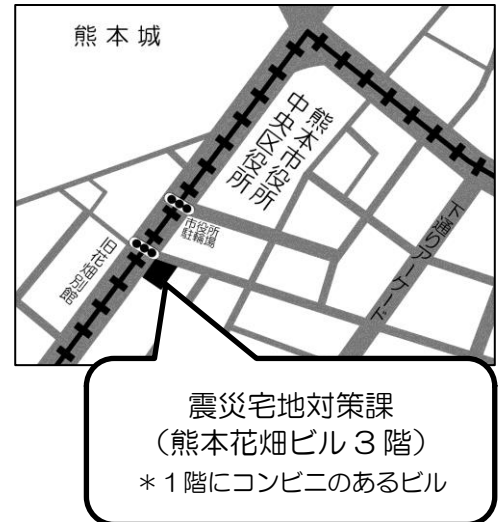 熊本城
熊本市役所
中央区役所
市役所
駐輪場
旧花畑別館
下通りアーケード
震災宅地対策課
（熊本花畑ビル３階）
＊１階にコンビニのあるビル